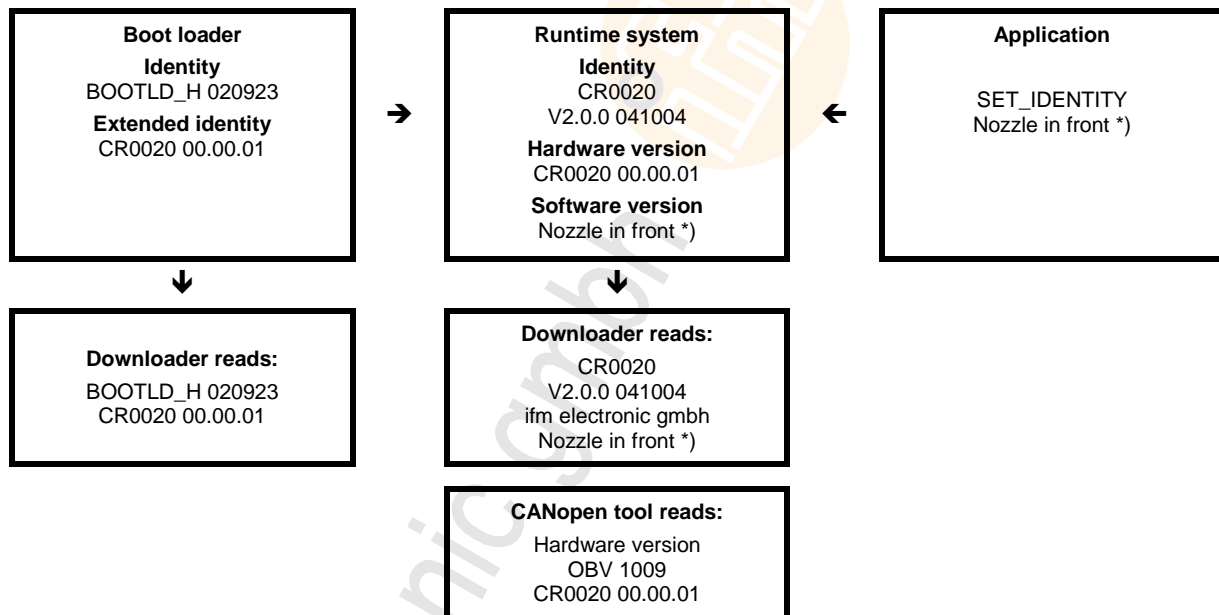 Boot loader
Identity
BOOTLD_H 020923
Extended identity
CR0020 00.00.01
Runtime system
Identity
CR0020
V2.0.0 041004
Hardware version
CR0020 00.00.01
Software version
Nozzle in front *)
Application
SET_IDENTITY
Nozzle in front *)
Downloader reads:
BOOTLD_H 020923
CR0020 00.00.01
Downloader reads:
CR0020
V2.0.0 041004
ifm electronic gmbh
Nozzle in front *)
CANopen tool reads:
Hardware version
OBV 1009
CR0020 00.00.01
nic gmbh